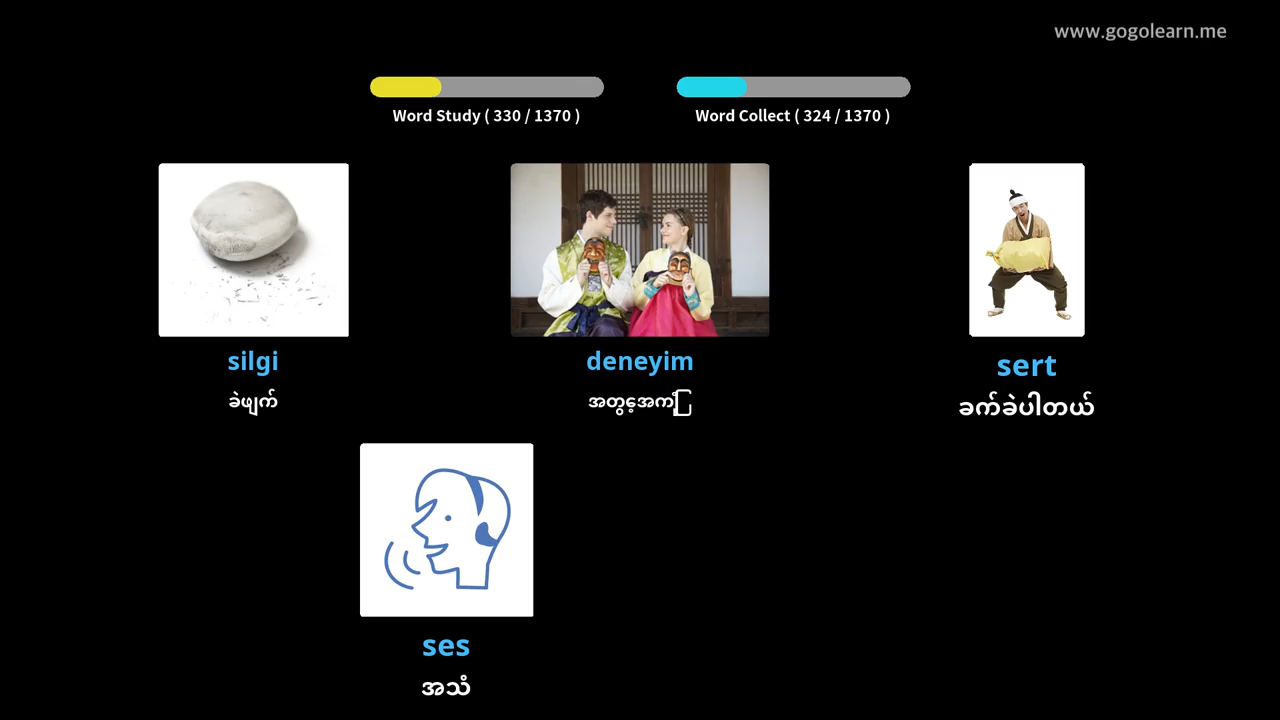 www.gogolearn.me
Word Study ( 330 / 1370 )
Word Collect ( 324 / 1370 )
silgi
deneyim
sert
ခဲဖျက်
အတွေ့အကြုံ
ခက်ခဲပါတယ်
ses
အသံ